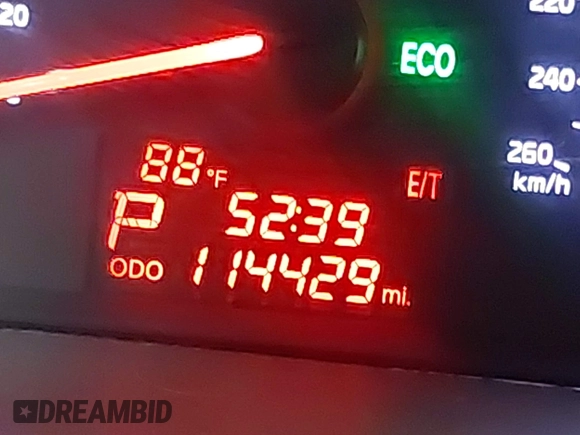 20
220
ECO
240
260
km/h
88°F
E/T
P
52:39
ODO 114429 mi.
DREAMBID